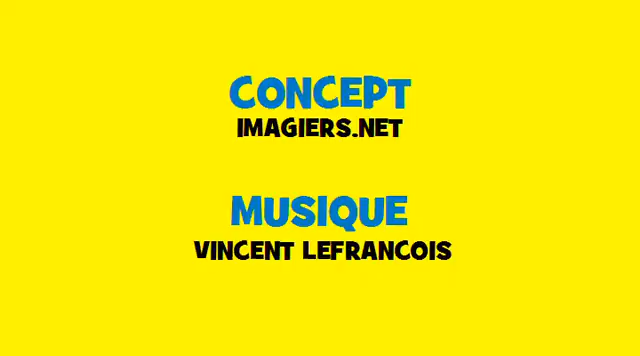 CONCEPT
IMAGIERS.NET
MUSIQUE
VINCENT LEFRANCOIS